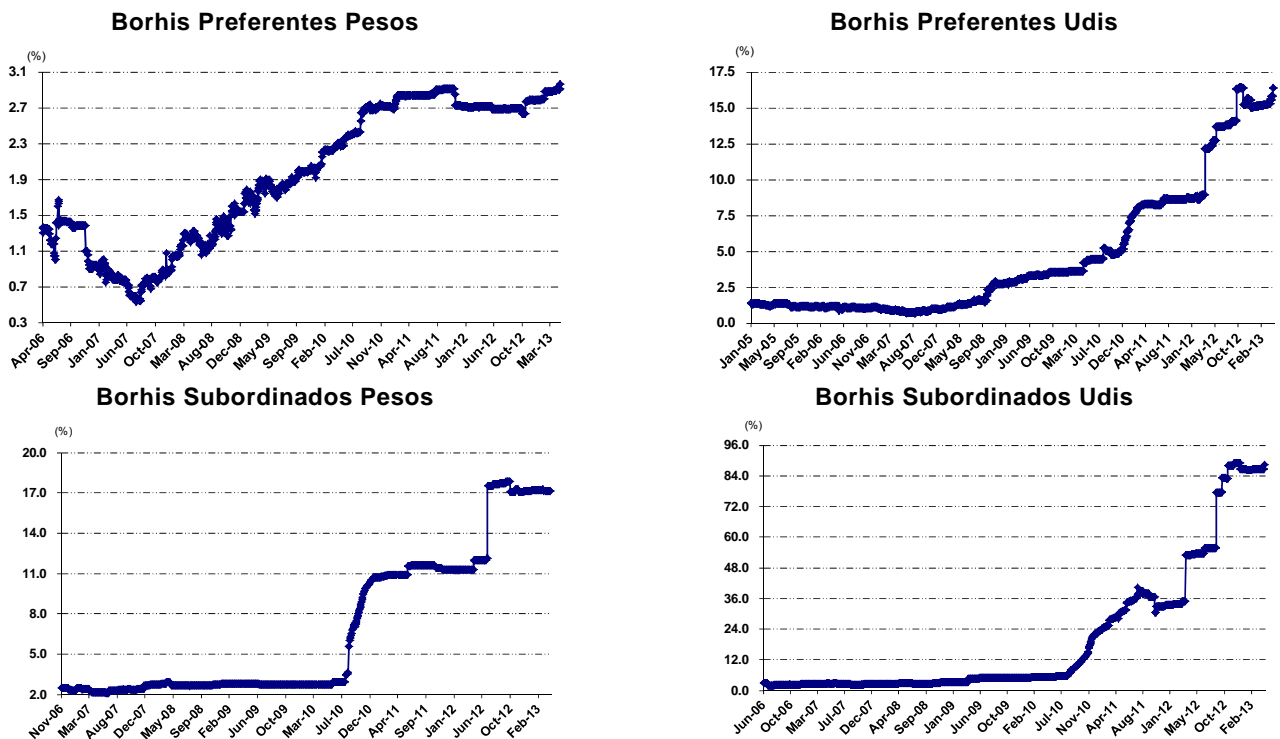 Borhis Preferentes Pesos
(%)
3.1
2.7
2.3
1.9
1.5
1.1
0.7
0.3
Apr-06
Sep-06
Jan-07
Jun-07
Oct-07
Mar-08
Aug-08
Dec-08
May-09
Sep-09
Feb-10
Jul-10
Nov-10
Apr-11
Aug-11
Jan-12
Jun-12
Oct-12
Mar-13
Borhis Preferentes Udis
(%)
17.5
15.0
12.5
10.0
7.5
5.0
2.5
0.0
Jan-05
May-05
Sep-05
Feb-06
Jun-06
Nov-06
Mar-07
Jul-07
Dec-07
Apr-08
Sep-08
Jan-09
Jun-09
Oct-09
Mar-10
Jul-10
Dec-10
Apr-11
Aug-11
Jan-12
May-12
Oct-12
Feb-13
Borhis Subordinados Pesos
(%)
20.0
17.0
14.0
11.0
8.0
5.0
2.0
Nov-06
Mar-07
Aug-07
Dec-07
May-08
Sep-08
Feb-09
Jun-09
Oct-09
Mar-10
Jul-10
Dec-10
Apr-11
Sep-11
Jan-12
Jun-12
Oct-12
Feb-13
Borhis Subordinados Udis
(%)
96.0
84.0
72.0
60.0
48.0
36.0
24.0
12.0
0.0
Jun-06
Oct-06
Mar-07
Jul-07
Dec-07
Apr-08
Sep-08
Jan-09
Jun-09
Oct-09
Feb-10
Jul-10
Nov-10
Apr-11
Aug-11
Jan-12
May-12
Oct-12
Feb-13